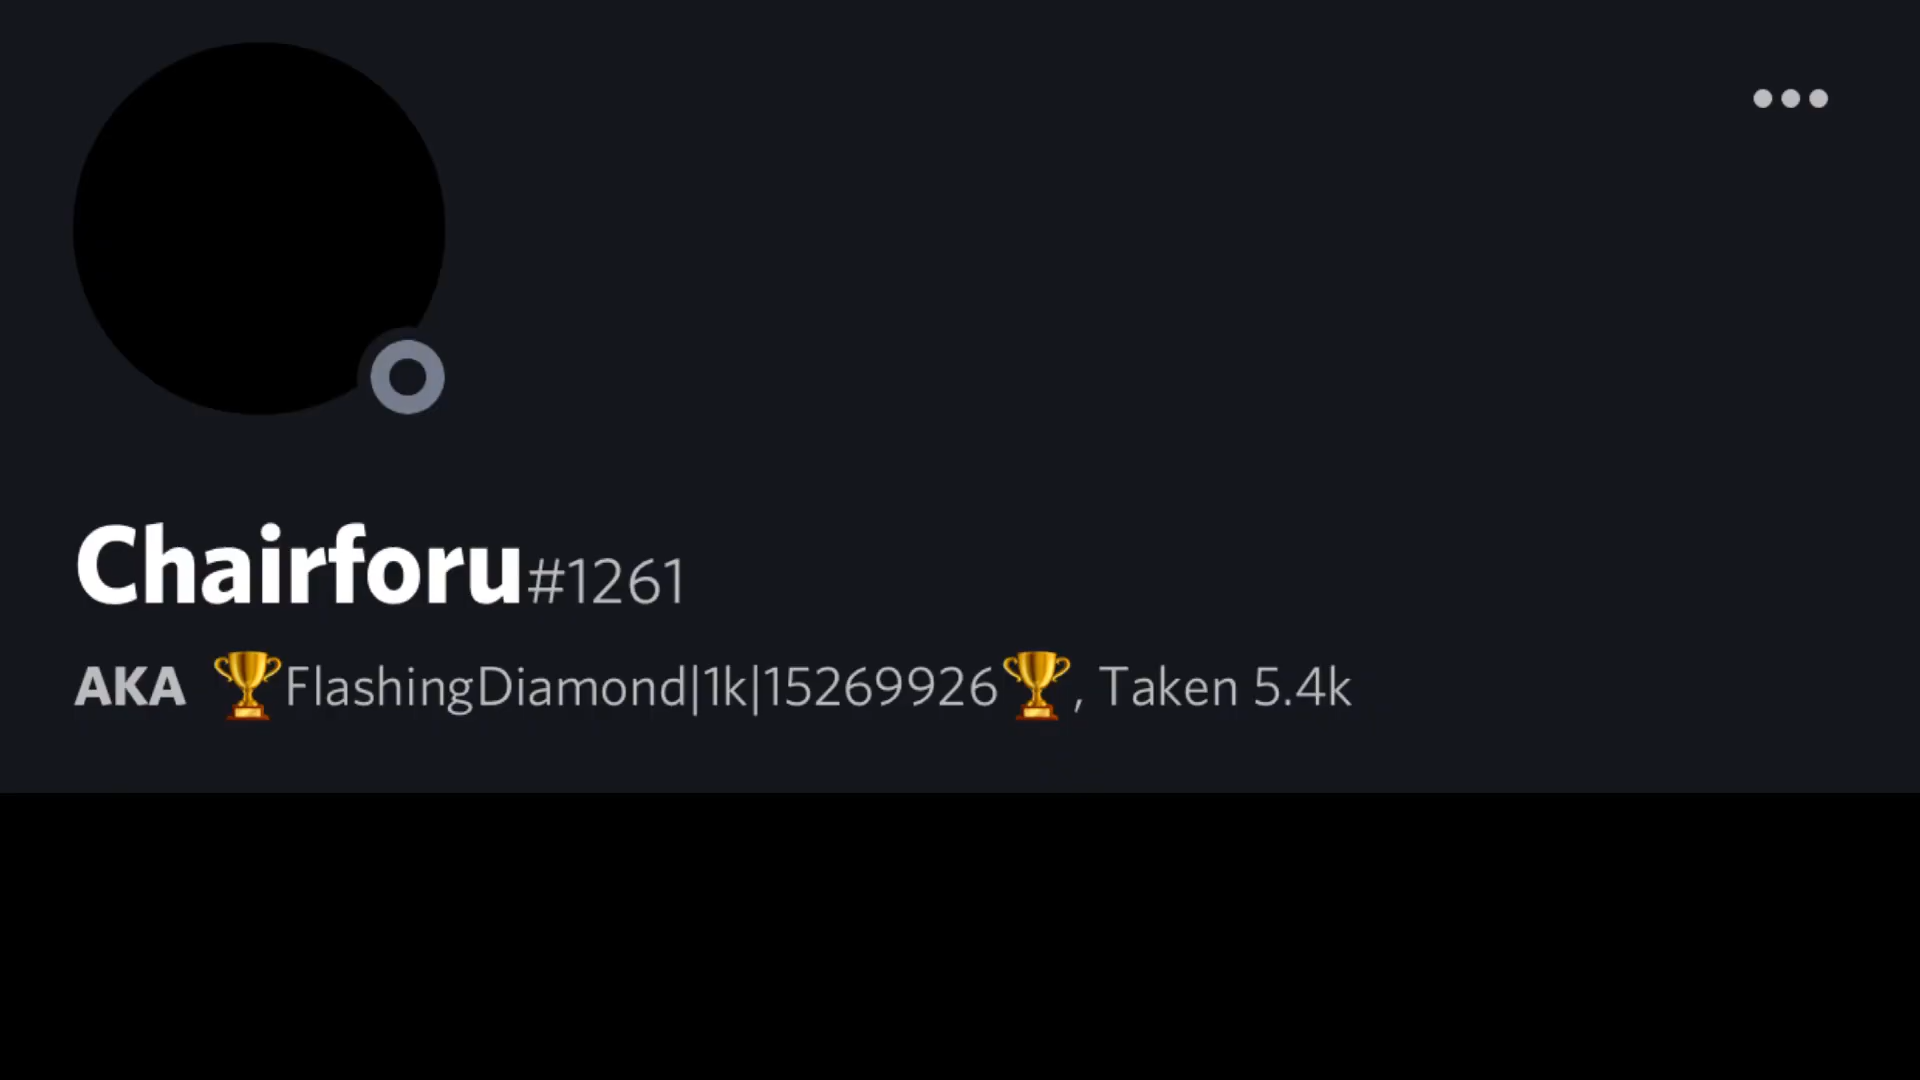 Chairforu#1261
AKA 🏆FlashingDiamond|1k|15269926🏆, Taken 5.4k